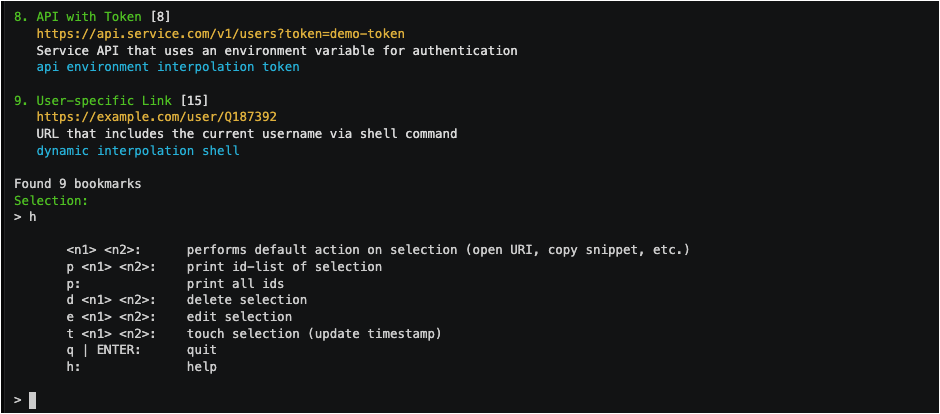 8. API with Token [8]
https://api.service.com/v1/users?token=demo-token
Service API that uses an environment variable for authentication
api environment interpolation token
9. User-specific Link [15]
https://example.com/user/Q187392
URL that includes the current username via shell command
dynamic interpolation shell
Found 9 bookmarks
Selection:
> h
<n1> <n2>: performs default action on selection (open URI, copy snippet, etc.)
p <n1> <n2>: print id-list of selection
p: print all ids
d <n1> <n2>: delete selection
e <n1> <n2>: edit selection
t <n1> <n2>: touch selection (update timestamp)
q | ENTER: quit
h: help
>